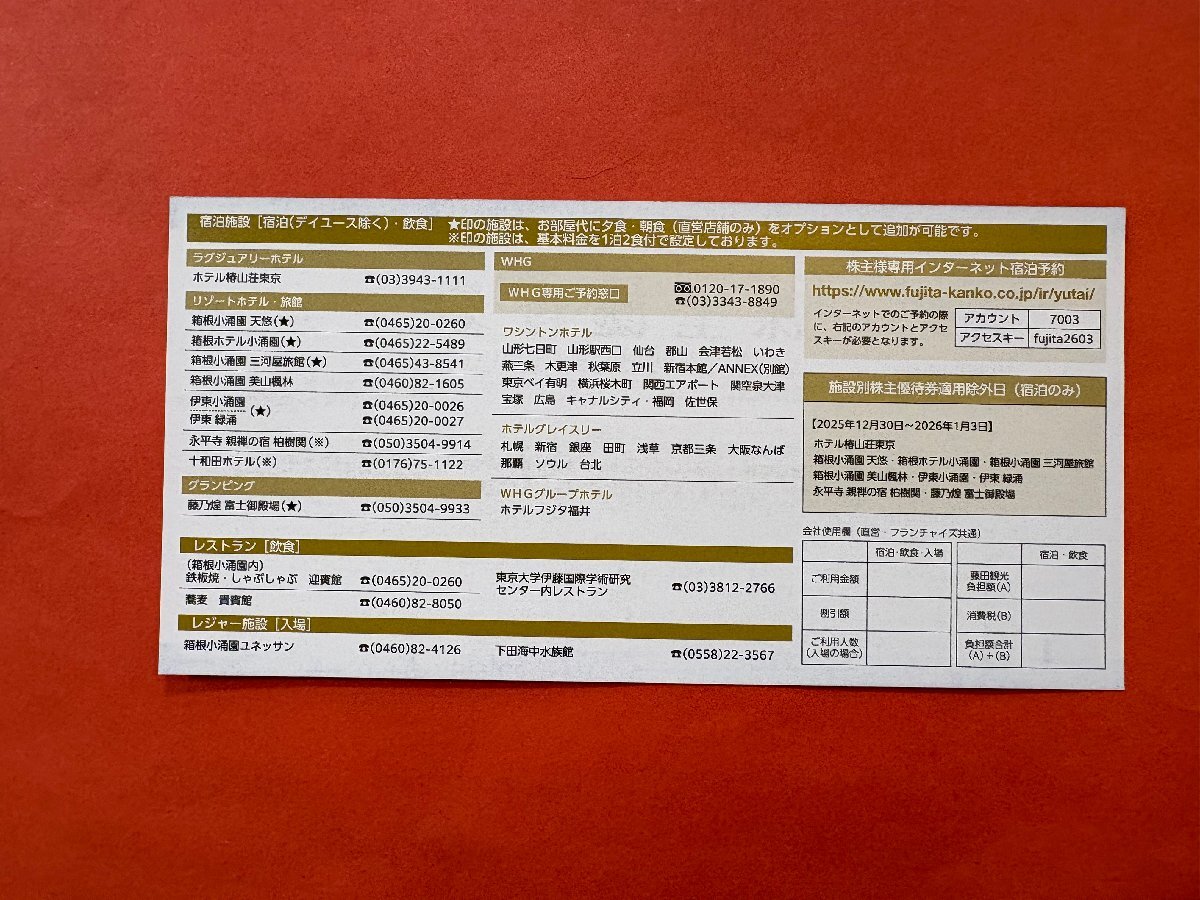 宿泊施設［宿泊（デイユース除く）・飲食］ ★印の施設は、お部屋代に夕食・朝食（直営店舗のみ）をオプションとして追加が可能です。
※印の施設は、基本料金を1泊2食付で設定しております。
ラグジュアリーホテル
ホテル椿山荘東京 ☎(03)3943-1111
リゾートホテル・旅館
箱根小涌園 天悠(★) ☎(0465)20-0260
箱根ホテル小涌園(★) ☎(0465)22-5489
箱根小涌園 三河屋旅館(★) ☎(0465)43-8541
箱根小涌園 美山楓林 ☎(0460)82-1605
伊東小涌園 (★) ☎(0465)20-0026
伊東 緑涌 ☎(0465)20-0027
永平寺 親禅の宿 柏樹関(※) ☎(050)3504-9914
十和田ホテル(※) ☎(0176)75-1122
グランピング
藤乃煌 富士御殿場(★) ☎(050)3504-9933
WHG
WHG専用ご予約窓口 0120-17-1890
☎(03)3343-8849
ワシントンホテル
山形七日町 山形駅西口 仙台 郡山 会津若松 いわき
燕三条 木更津 秋葉原 立川 新宿本館／ANNEX(別館)
東京ベイ有明 横浜桜木町 関西エアポート 関空泉大津
宝塚 広島 キャナルシティ・福岡 佐世保
ホテルグレイスリー
札幌 新宿 銀座 田町 浅草 京都三条 大阪なんば
那覇 ソウル 台北
WHGグループホテル
ホテルフジタ福井
レストラン［飲食］
(箱根小涌園内)
鉄板焼・しゃぶしゃぶ 迎賓館 ☎(0465)20-0260
蕎麦 貴賓館 ☎(0460)82-8050
東京大学伊藤国際学術研究
センター内レストラン ☎(03)3812-2766
レジャー施設［入場］
箱根小涌園ユネッサン ☎(0460)82-4126
下田海中水族館 ☎(0558)22-3567
株主様専用インターネット宿泊予約
https://www.fujita-kanko.co.jp/ir/yutai/
インターネットでのご予約の際
に、右記のアカウントとアクセ
スキーが必要となります。
アカウント 7003
アクセスキー fujita2603
施設別株主優待券適用除外日（宿泊のみ）
【2025年12月30日～2026年1月3日】
ホテル椿山荘東京
箱根小涌園 天悠・箱根ホテル小涌園・箱根小涌園 三河屋旅館
箱根小涌園 美山楓林・伊東小涌園・伊東 緑涌
永平寺 親禅の宿 柏樹関・藤乃煌 富士御殿場
会社使用欄（直営・フランチャイズ共通）
宿泊・飲食・入場
ご利用金額
割引額
ご利用人数
(入場の場合)
宿泊・飲食
藤田観光
負担額(A)
消費税(B)
負担額合計
(A)+(B)